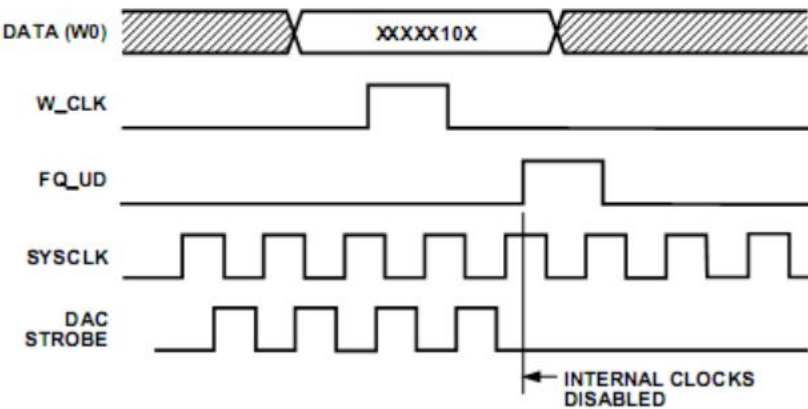 DATA (W0)
XXXXX10X
W_CLK
FQ_UD
SYSCLK
DAC
STROBE
INTERNAL CLOCKS
DISABLED